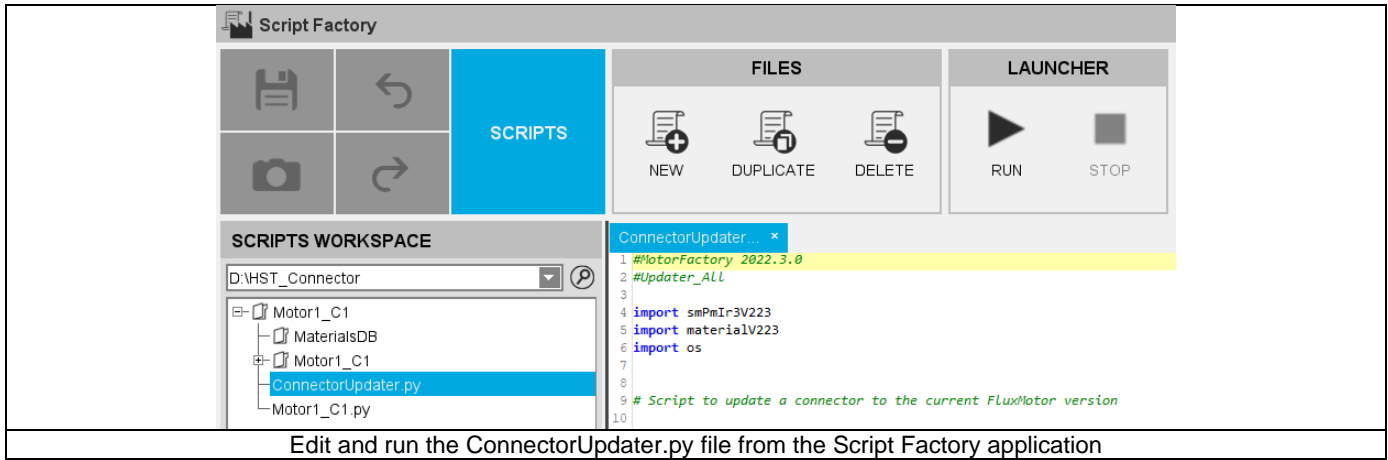 Script Factory
SCRIPTS
FILES
NEW
DUPLICATE
DELETE
LAUNCHER
RUN
STOP
SCRIPTS WORKSPACE
D:\HST_Connector
Motor1_C1
MaterialsDB
Motor1_C1
ConnectorUpdater.py
Motor1_C1.py
ConnectorUpdater... ×
1 #MotorFactory 2022.3.0
2 #Updater_All
3
4 import smPmIr3V223
5 import materialV223
6 import os
7
8
9 # Script to update a connector to the current FluxMotor version
10
Edit and run the ConnectorUpdater.py file from the Script Factory application